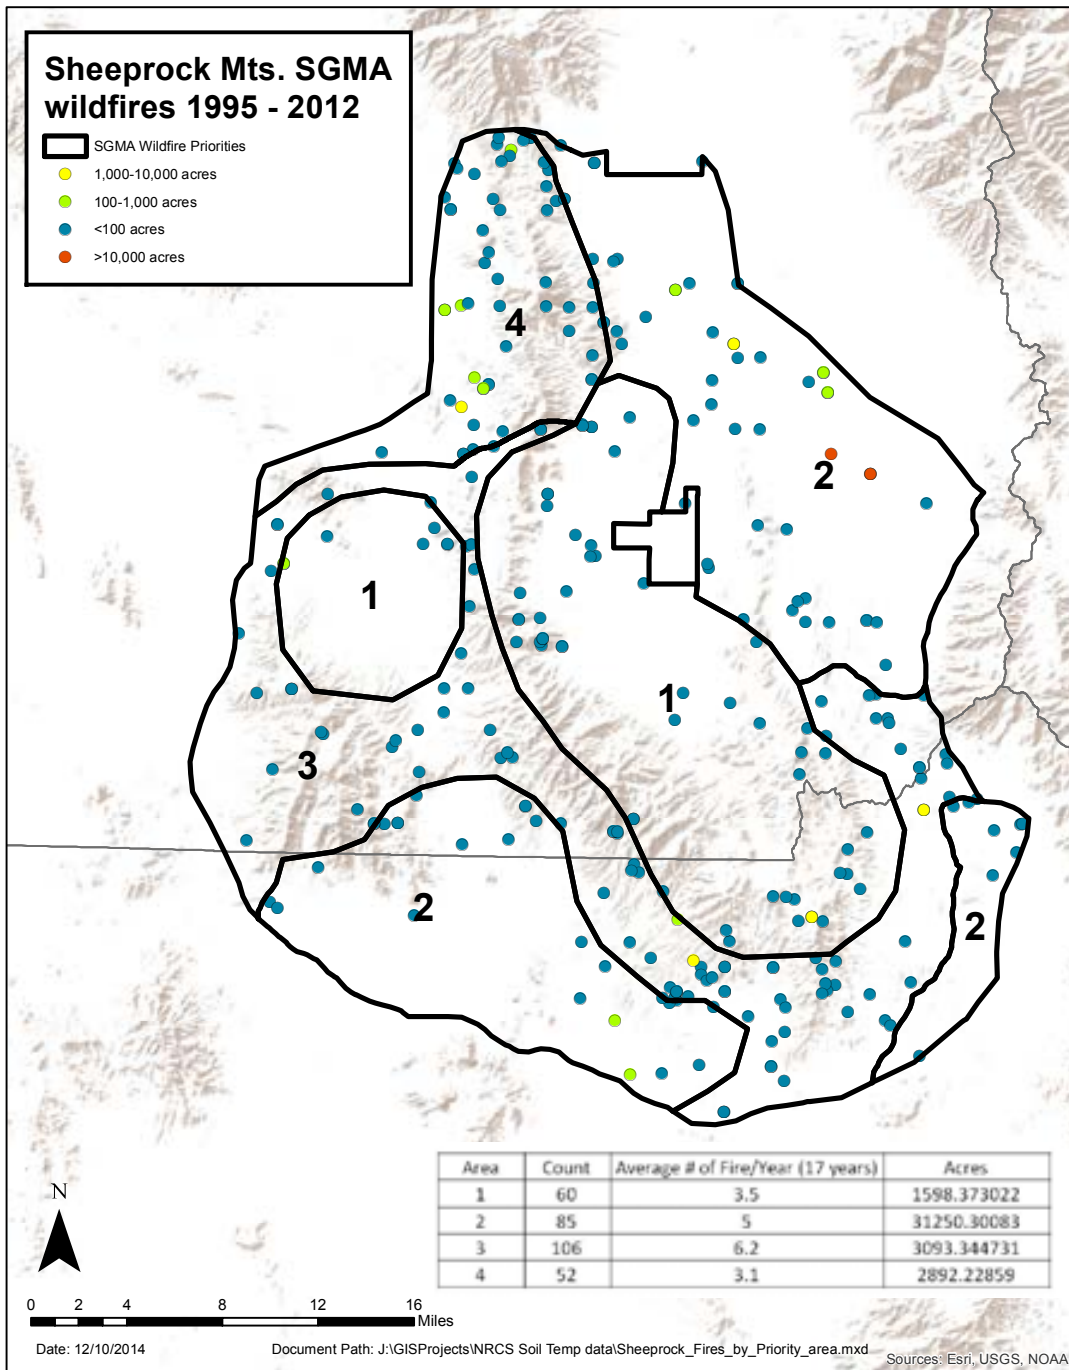 Sheeprock Mts. SGMA
wildfires 1995 - 2012
SGMA Wildfire Priorities
1,000-10,000 acres
100-1,000 acres
<100 acres
>10,000 acres
4
2
1
1
3
2
2
Area Count Average # of Fire/Year (17 years) Acres
1 60 3.5 1598.373022
2 85 5 31250.30083
3 106 6.2 3093.344731
4 52 3.1 2892.22859
N
0 2 4 8 12 16
Miles
Date: 12/10/2014
Document Path: J:\GISProjects\NRCS Soil Temp data\Sheeprock_Fires_by_Priority_area.mxd
Sources: Esri, USGS, NOAA